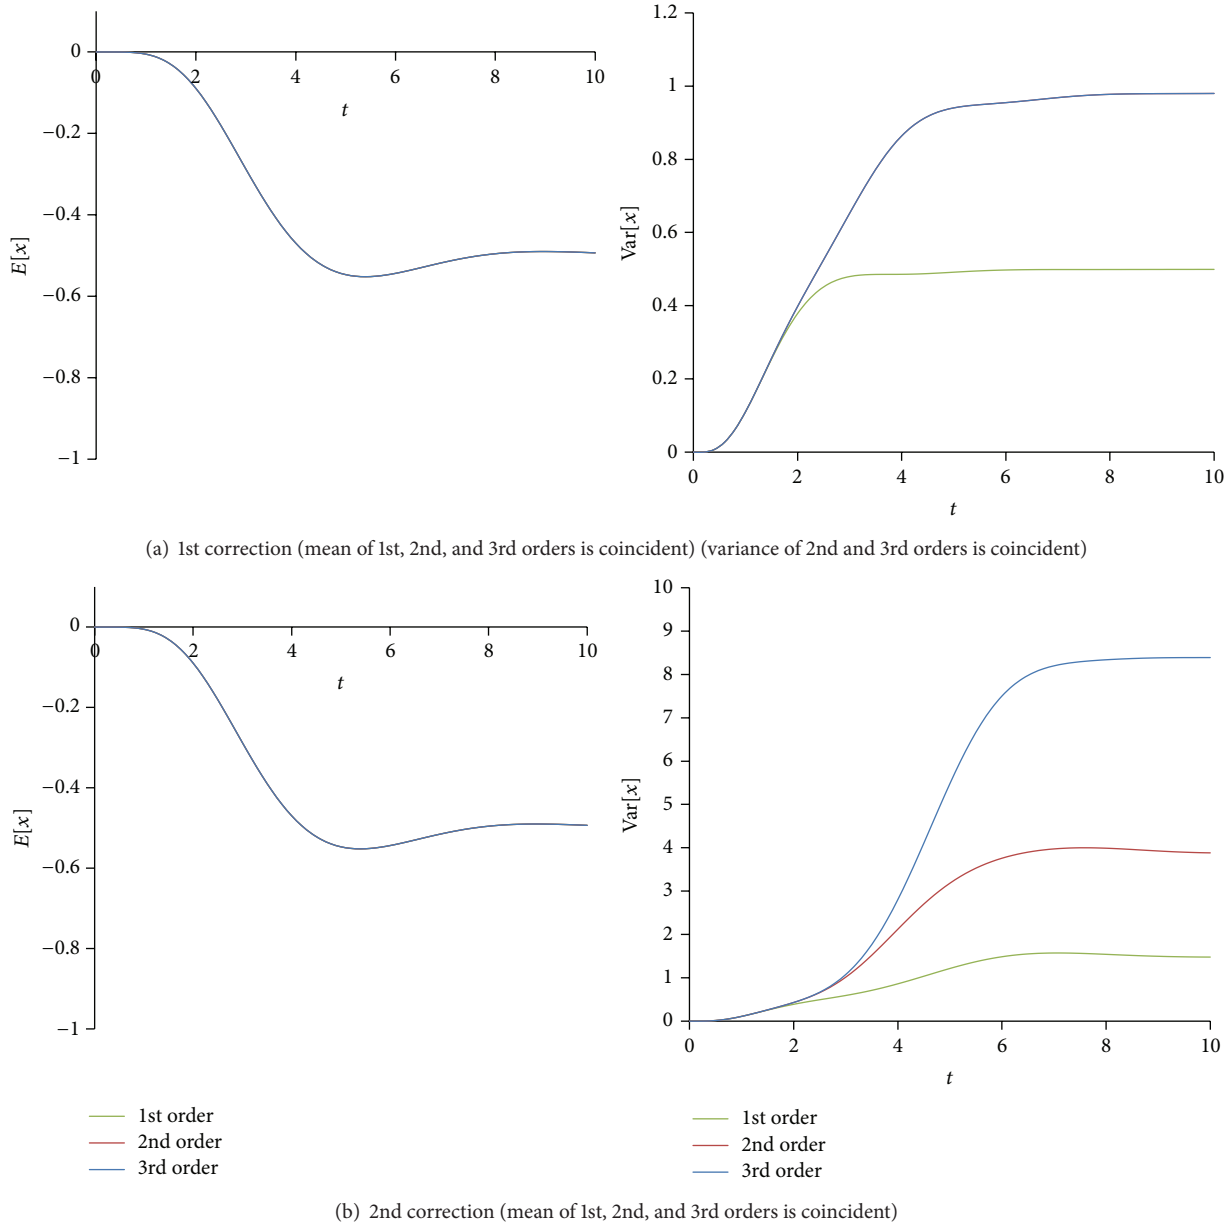 0
−0.2
−0.4
−0.6
−0.8
−1
0 2 4 6 8 10
t
E[x]
1.2
1
0.8
0.6
0.4
0.2
0
0 2 4 6 8 10
t
Var[x]
(a) 1st correction (mean of 1st, 2nd, and 3rd orders is coincident) (variance of 2nd and 3rd orders is coincident)
0
−0.2
−0.4
−0.6
−0.8
−1
0 2 4 6 8 10
t
E[x]
10
9
8
7
6
5
4
3
2
1
0
0 2 4 6 8 10
t
Var[x]
1st order
2nd order
3rd order
1st order
2nd order
3rd order
(b) 2nd correction (mean of 1st, 2nd, and 3rd orders is coincident)